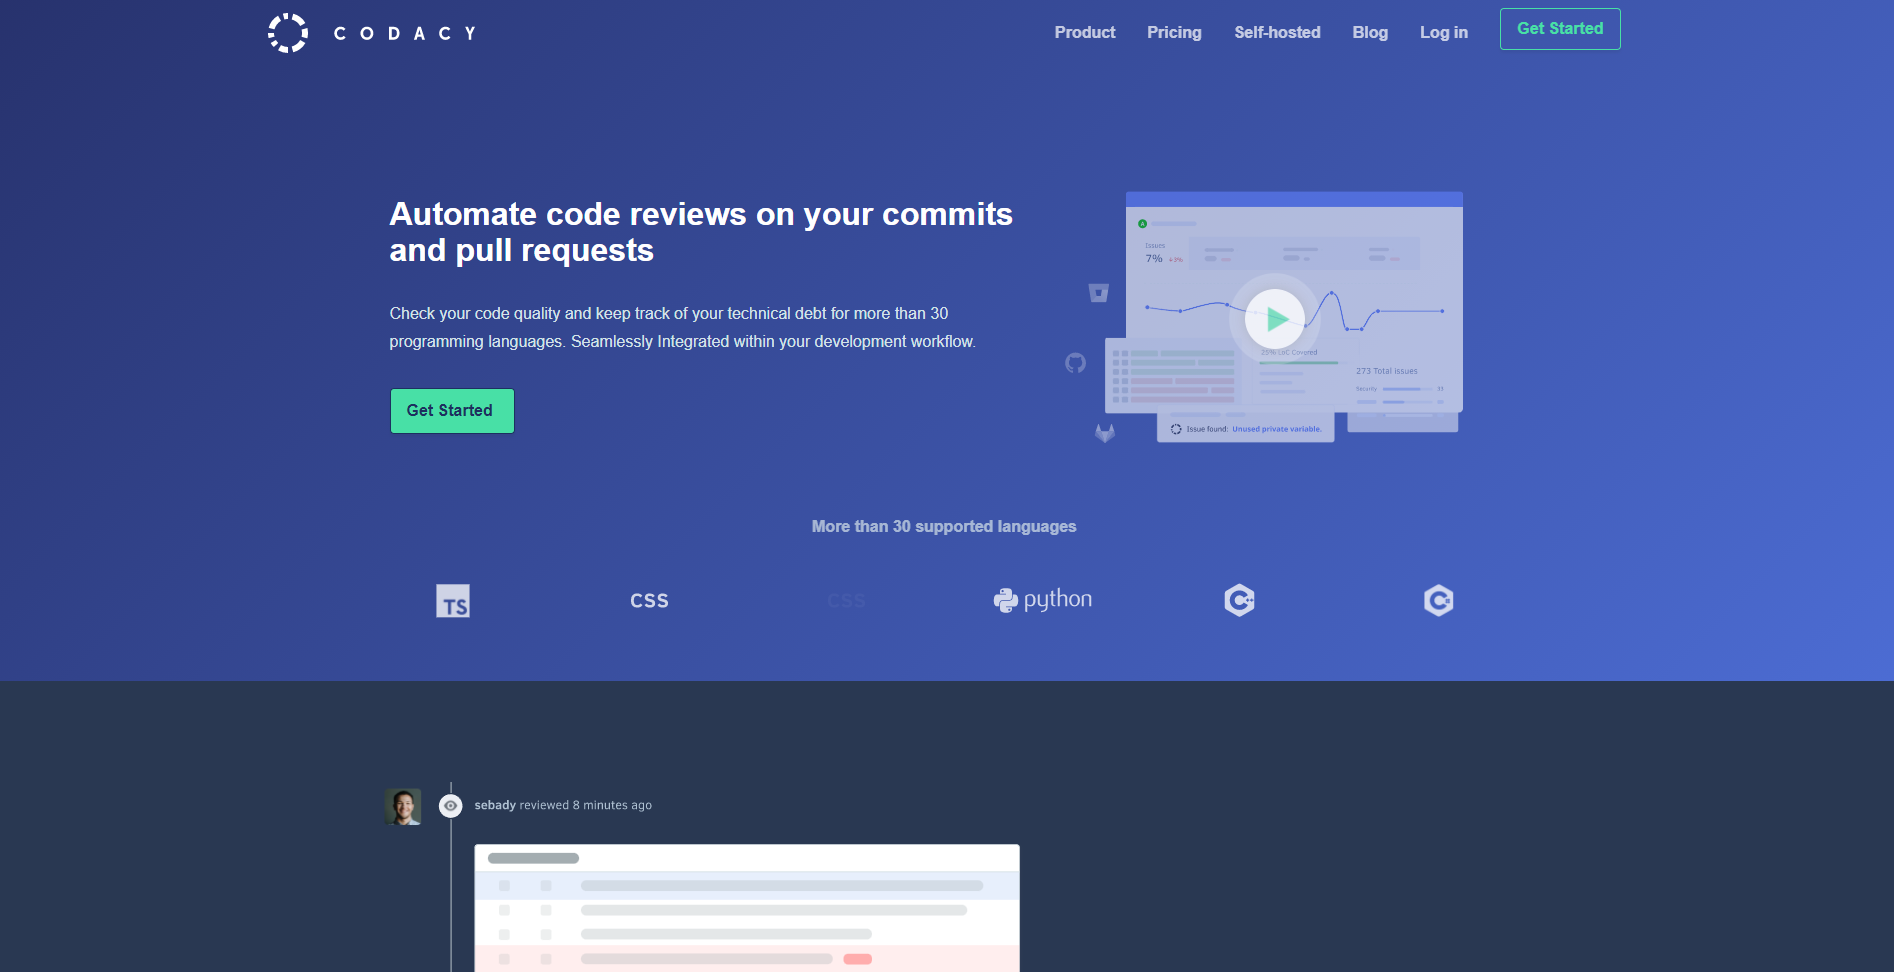 CODACY
Product
Pricing
Self-hosted
Blog
Log in
Get Started
Automate code reviews on your commits
and pull requests
Check your code quality and keep track of your technical debt for more than 30
programming languages. Seamlessly Integrated within your development workflow.
Get Started
A
Issues
7%
25% LoC Covered
273 Total Issues
Security
Issue found: Unused private variable.
More than 30 supported languages
TS
CSS
CSS
python
C++
C#
sebady reviewed 8 minutes ago